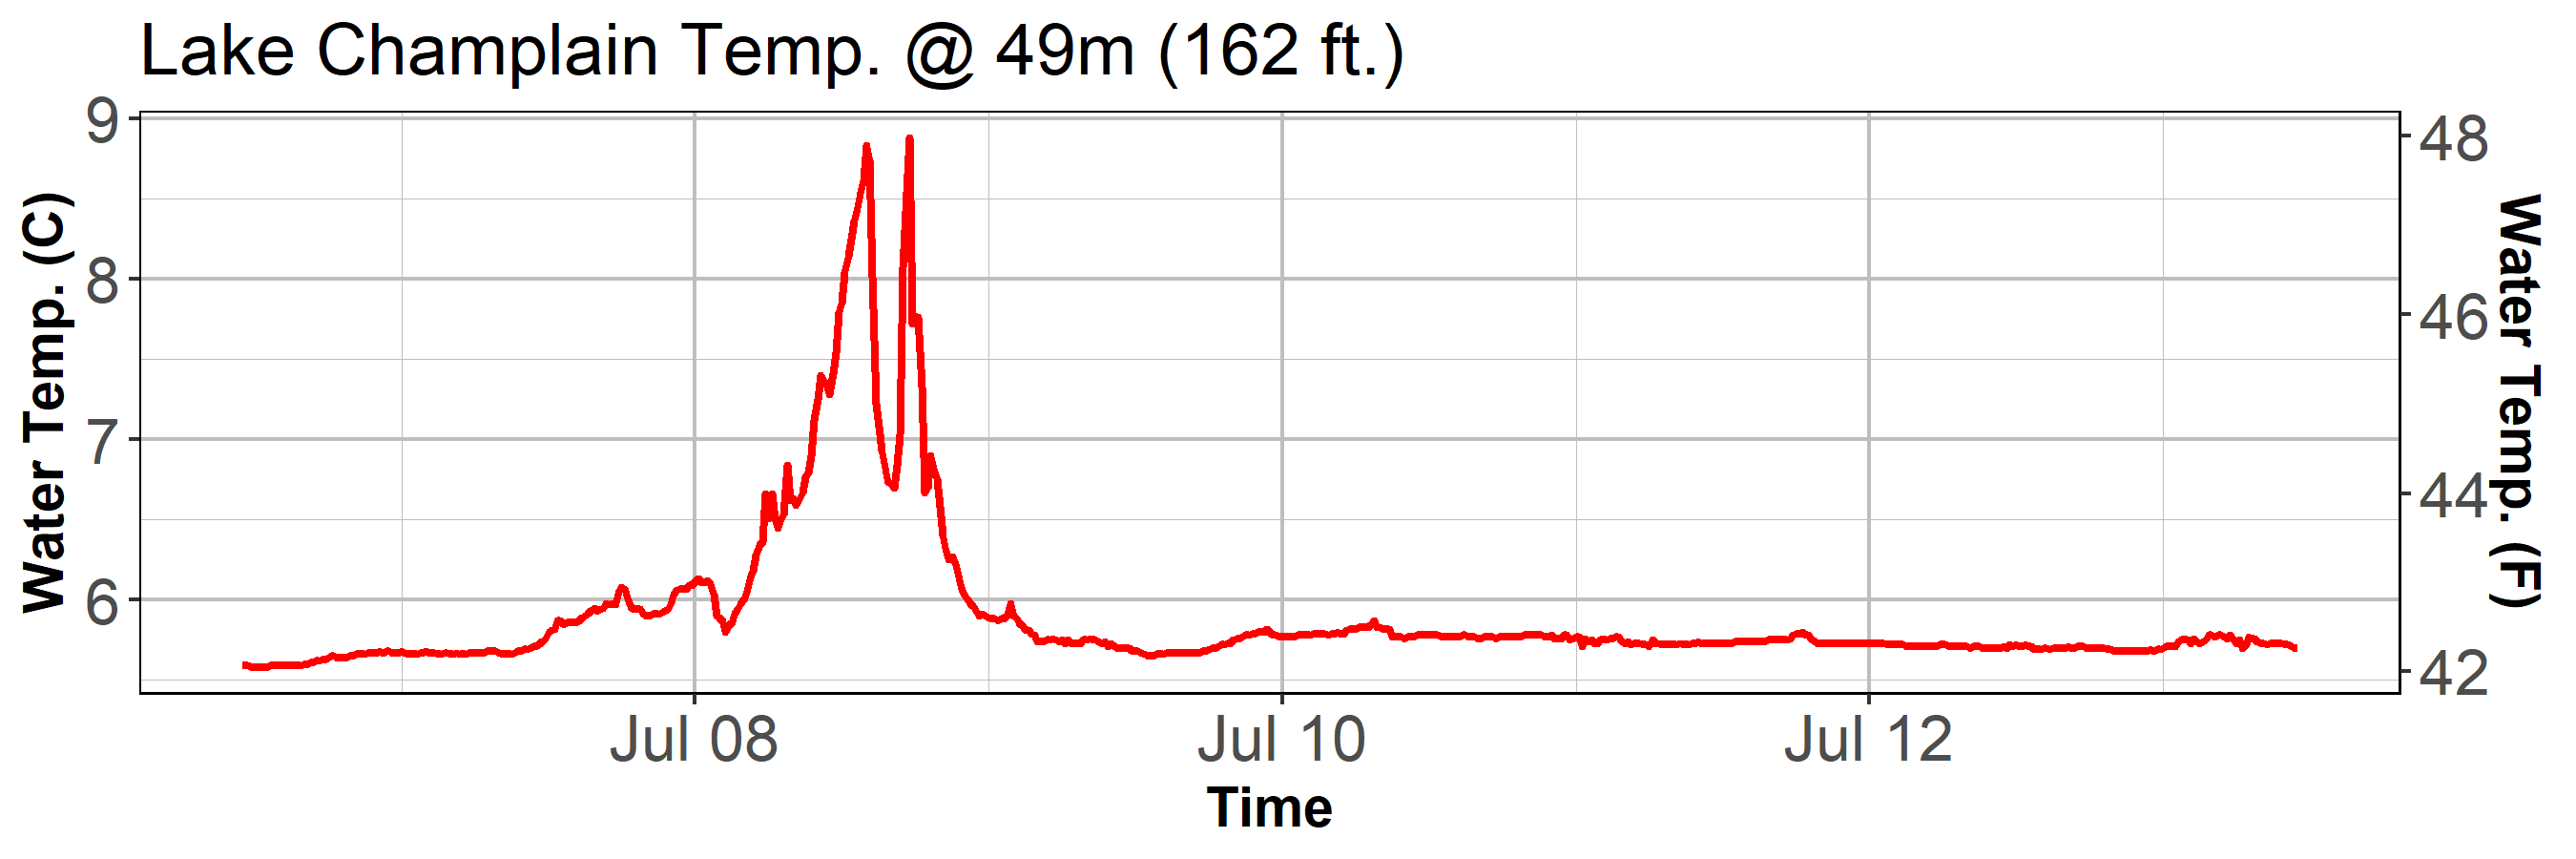 Lake Champlain Temp. @ 49m (162 ft.)
Water Temp. (C)
9
8
7
6
48
46
44
42
Water Temp. (F)
Jul 08
Jul 10
Jul 12
Time